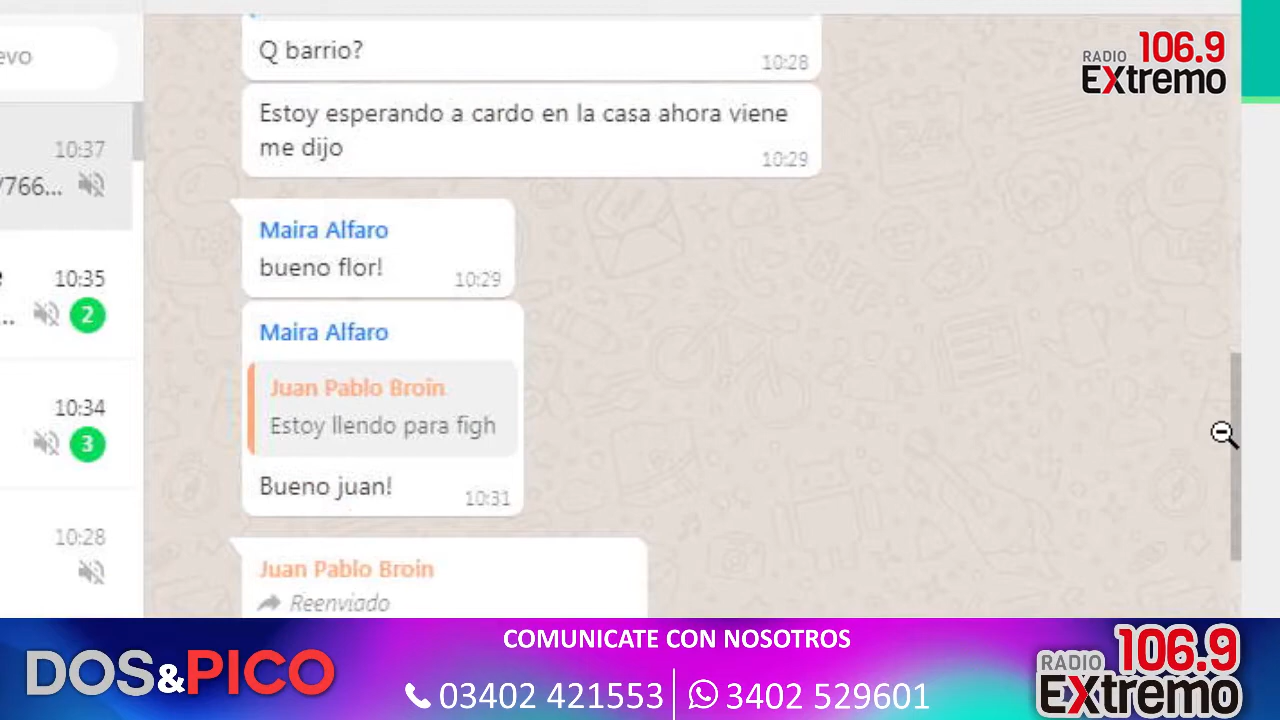 Q barrio?
10:28
Estoy esperando a cardo en la casa ahora viene
me dijo
10:29
RADIO 106.9
EXtremo
evo
10:37
/766...
10:35
2
10:34
3
10:28
Maira Alfaro
bueno flor!
10:29
Maira Alfaro
Juan Pablo Broin
Estoy llendo para figh
Bueno juan!
10:31
Juan Pablo Broin
Reenviado
COMUNICATE CON NOSOTROS
DOS&PICO
03402 421553
3402 529601
RADIO 106.9
EXtremo